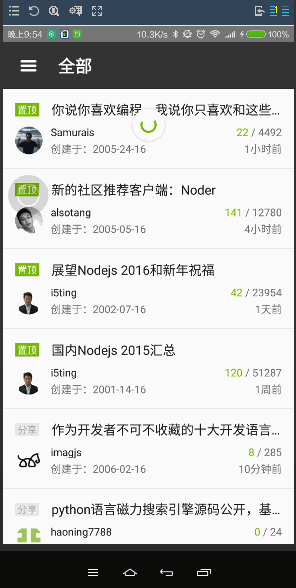 晚上9:54 10.3K/s 100%
全部
置顶 你说你喜欢编程，我说你只喜欢和这些…
Samurais 22 / 4492
创建于：2005-24-16 1小时前
置顶 新的社区推荐客户端：Noder
alsotang 141 / 12780
创建于：2005-05-16 4小时前
置顶 展望Nodejs 2016和新年祝福
i5ting 42 / 23954
创建于：2002-07-16 1天前
置顶 国内Nodejs 2015汇总
i5ting 120 / 51287
创建于：2001-14-16 1周前
分享 作为开发者不可不收藏的十大开发语言…
imagjs 8 / 285
创建于：2006-02-16 10分钟前
分享 python语言磁力搜索引擎源码公开，基…
haoning7788 0 / 24